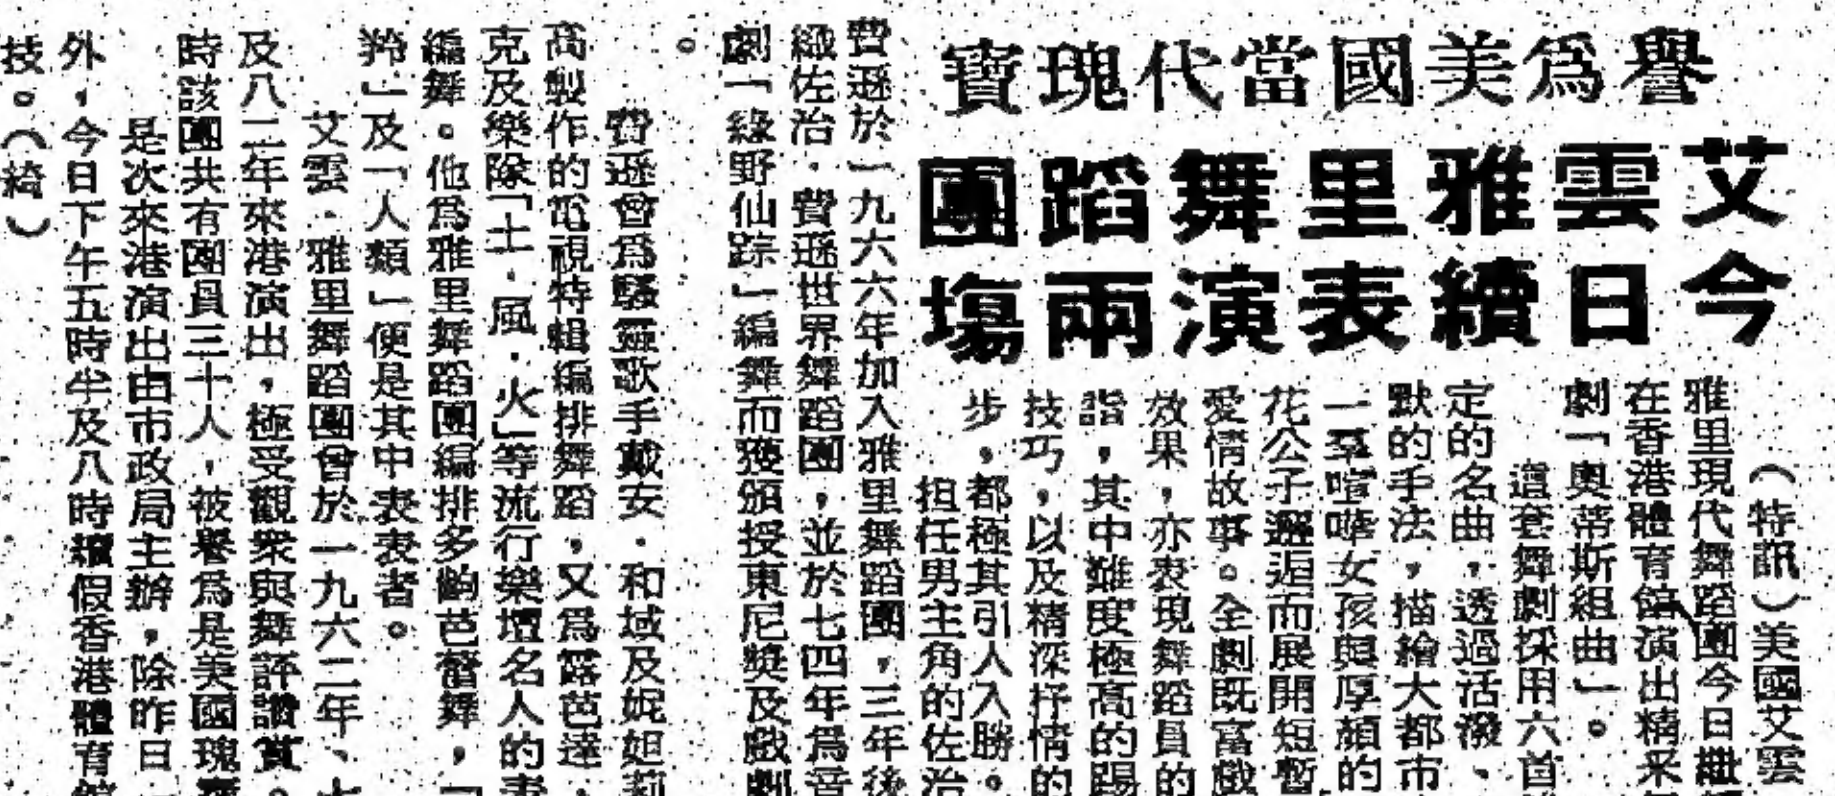 譽為美國當代瑰寶
艾雲雅里舞蹈團
今日續表演兩場
（特訊）美國艾雲
雅里現代舞蹈團今日繼
在香港體育館演出精采
劇「奧蒂斯組曲」。
這套舞劇採用六首
定的名曲，透過活潑、
默的手法，描繪大都市
一羣喧嘩女孩與厚顏的
花公子邂逅而展開短暫
愛情故事。全劇既富戲
效果，亦表現舞蹈員的
詣，其中難度極高的踢
技巧，以及精深抒情的
步，都極其引人入勝。
担任男主角的佐治
費遜於一九六六年加入雅里舞蹈團，三年後
織佐治．費遜世界舞蹈團，並於七四年為音
劇「綠野仙踪」編舞而獲頒授東尼獎及戲劇
。
費遜曾為騷靈歌手戴安．和域及妮妲莉
高製作的電視特輯編排舞蹈，又為露芭達．
克及樂隊「土．風．火」等流行樂壇名人的表
編舞。他為雅里舞蹈團編排多齣芭蕾舞，「
羚」及「人類」便是其中表表者。
艾雲．雅里舞蹈團曾於一九六二年、七
及八二年來港演出，極受觀眾與舞評讚賞。
時該團共有團員三十人，被譽為是美國瑰寶
是次來港演出由市政局主辦，除昨日
外，今日下午五時半及八時續假香港體育館
技。（綺）